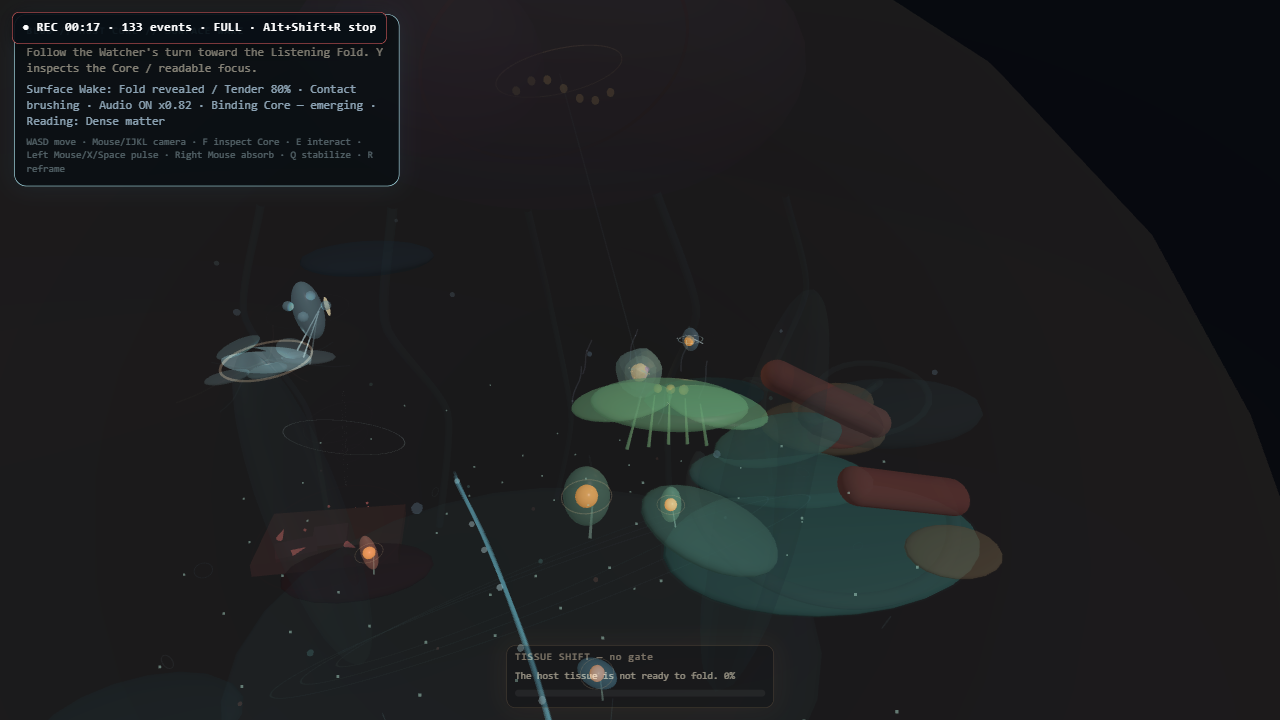 ● REC 00:17 · 133 events · FULL · Alt+Shift+R stop
Follow the Watcher's turn toward the Listening Fold. Y
inspects the Core / readable focus.
Surface Wake: Fold revealed / Tender 80% · Contact
brushing · Audio ON x0.82 · Binding Core — emerging ·
Reading: Dense matter
WASD move · Mouse/IJKL camera · F inspect Core · E interact ·
Left Mouse/X/Space pulse · Right Mouse absorb · Q stabilize · R
reframe
TISSUE SHIFT — no gate
The host tissue is not ready to fold. 0%